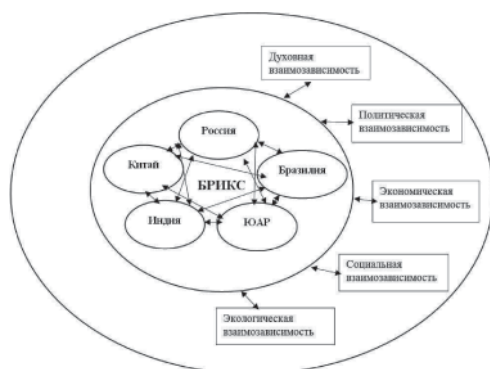 Духовная
взаимозависимость
Политическая
взаимозависимость
Россия
Китай
БРИКС
Бразилия
Экономическая
взаимозависимость
Индия
ЮАР
Социальная
взаимозависимость
Экологическая
взаимозависимость